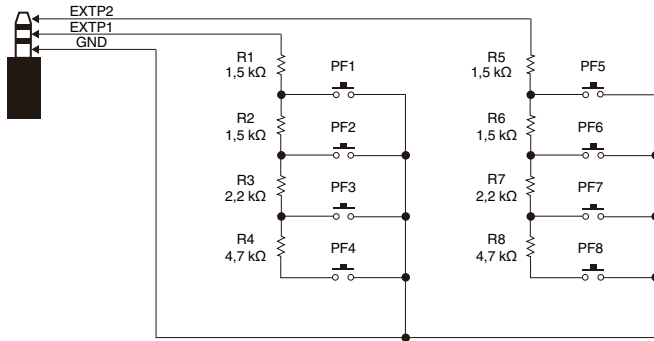 EXTP2
EXTP1
GND
R1
1,5 kΩ
PF1
R2
1,5 kΩ
PF2
R3
2,2 kΩ
PF3
R4
4,7 kΩ
PF4
R5
1,5 kΩ
PF5
R6
1,5 kΩ
PF6
R7
2,2 kΩ
PF7
R8
4,7 kΩ
PF8